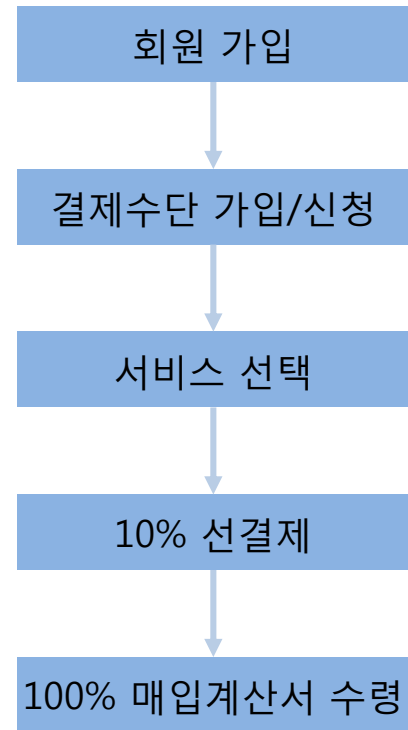 회원 가입
결제수단 가입/신청
서비스 선택
10% 선결제
100% 매입계산서 수령